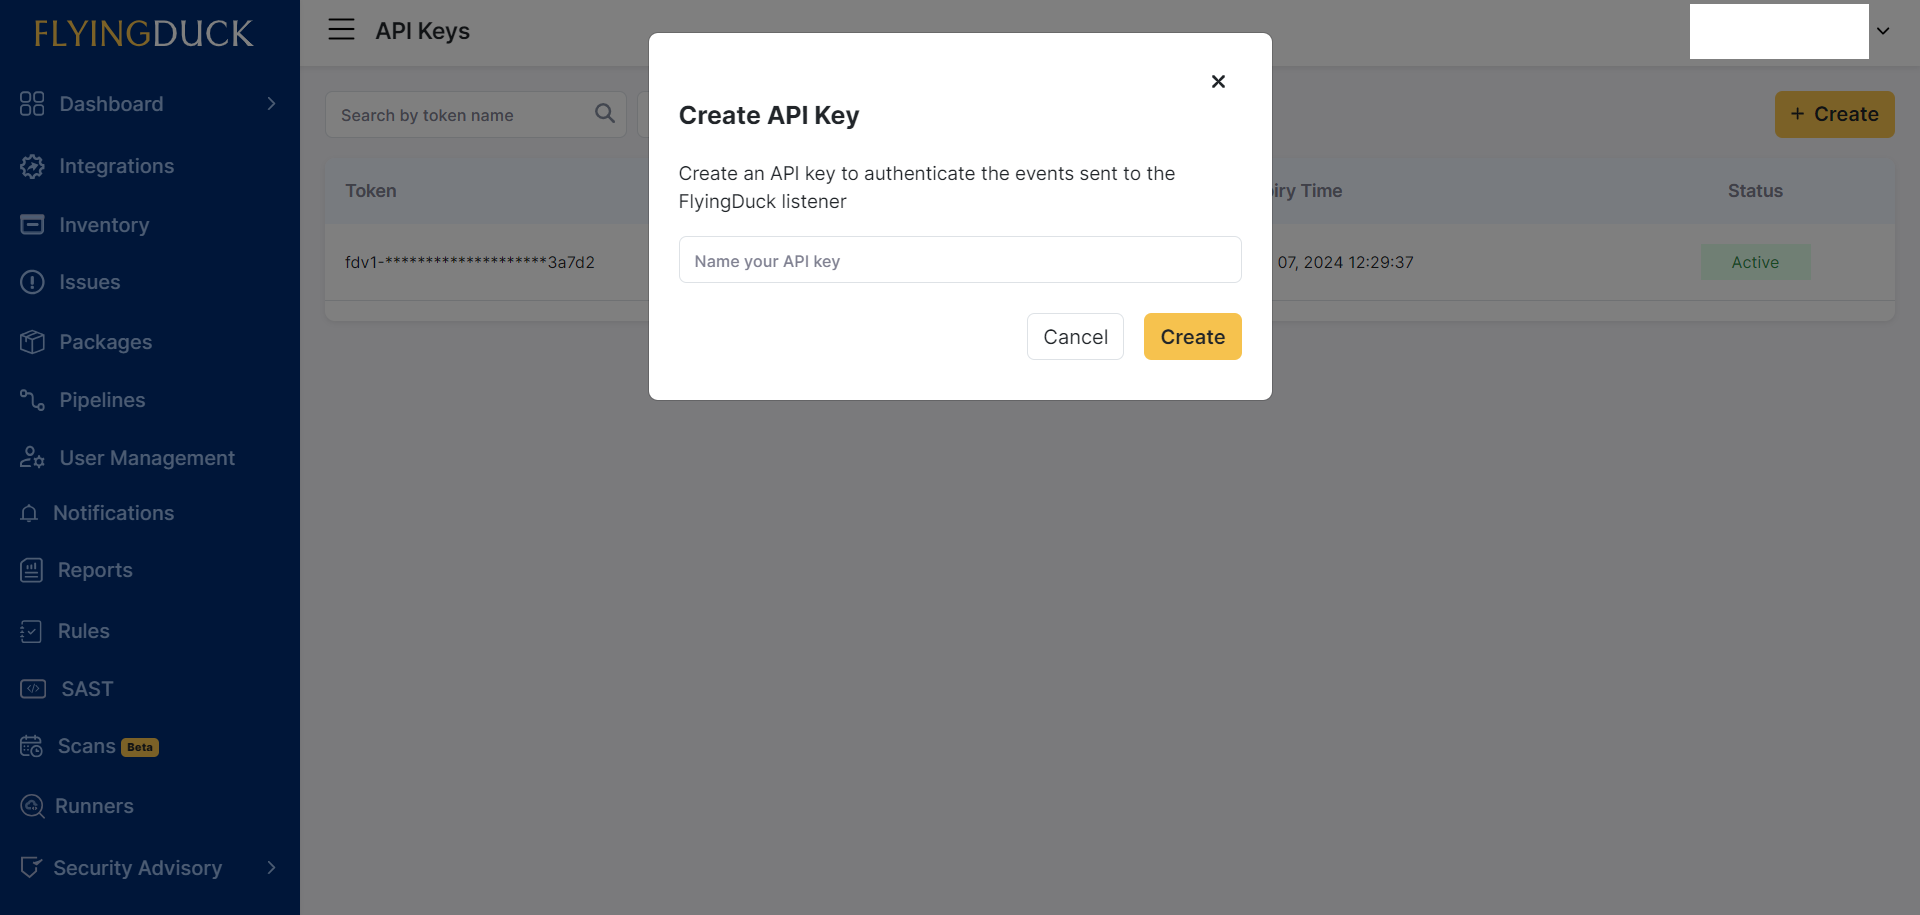 FLYINGDUCK
Dashboard
Integrations
Inventory
Issues
Packages
Pipelines
User Management
Notifications
Reports
Rules
SAST
Scans Beta
Runners
Security Advisory
API Keys
Search by token name
+ Create
Token
iry Time
Status
fdv1-********************3a7d2
07, 2024 12:29:37
Active
Create API Key
Create an API key to authenticate the events sent to the
FlyingDuck listener
Name your API key
Cancel
Create